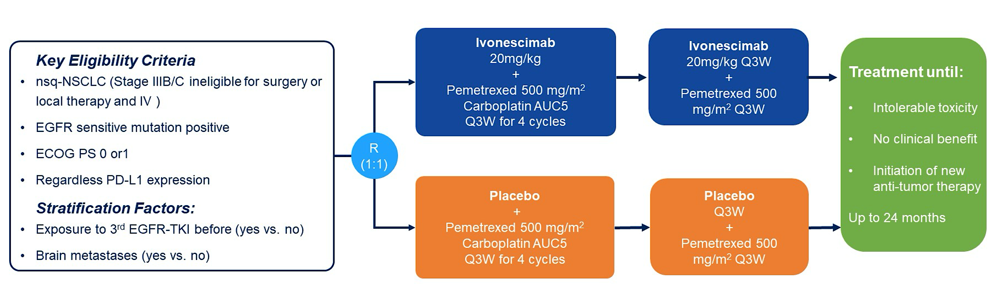 Key Eligibility Criteria
• nsq-NSCLC (Stage IIIB/C ineligible for surgery or
local therapy and IV )
• EGFR sensitive mutation positive
• ECOG PS 0 or1
• Regardless PD-L1 expression
Stratification Factors:
• Exposure to 3rd EGFR-TKI before (yes vs. no)
• Brain metastases (yes vs. no)
R
(1:1)
Ivonescimab
20mg/kg
+
Pemetrexed 500 mg/m2
Carboplatin AUC5
Q3W for 4 cycles
Ivonescimab
20mg/kg Q3W
+
Pemetrexed 500
mg/m2 Q3W
Placebo
+
Pemetrexed 500 mg/m2
Carboplatin AUC5
Q3W for 4 cycles
Placebo
Q3W
+
Pemetrexed 500
mg/m2 Q3W
Treatment until:
• Intolerable toxicity
• No clinical benefit
• Initiation of new
anti-tumor therapy
Up to 24 months